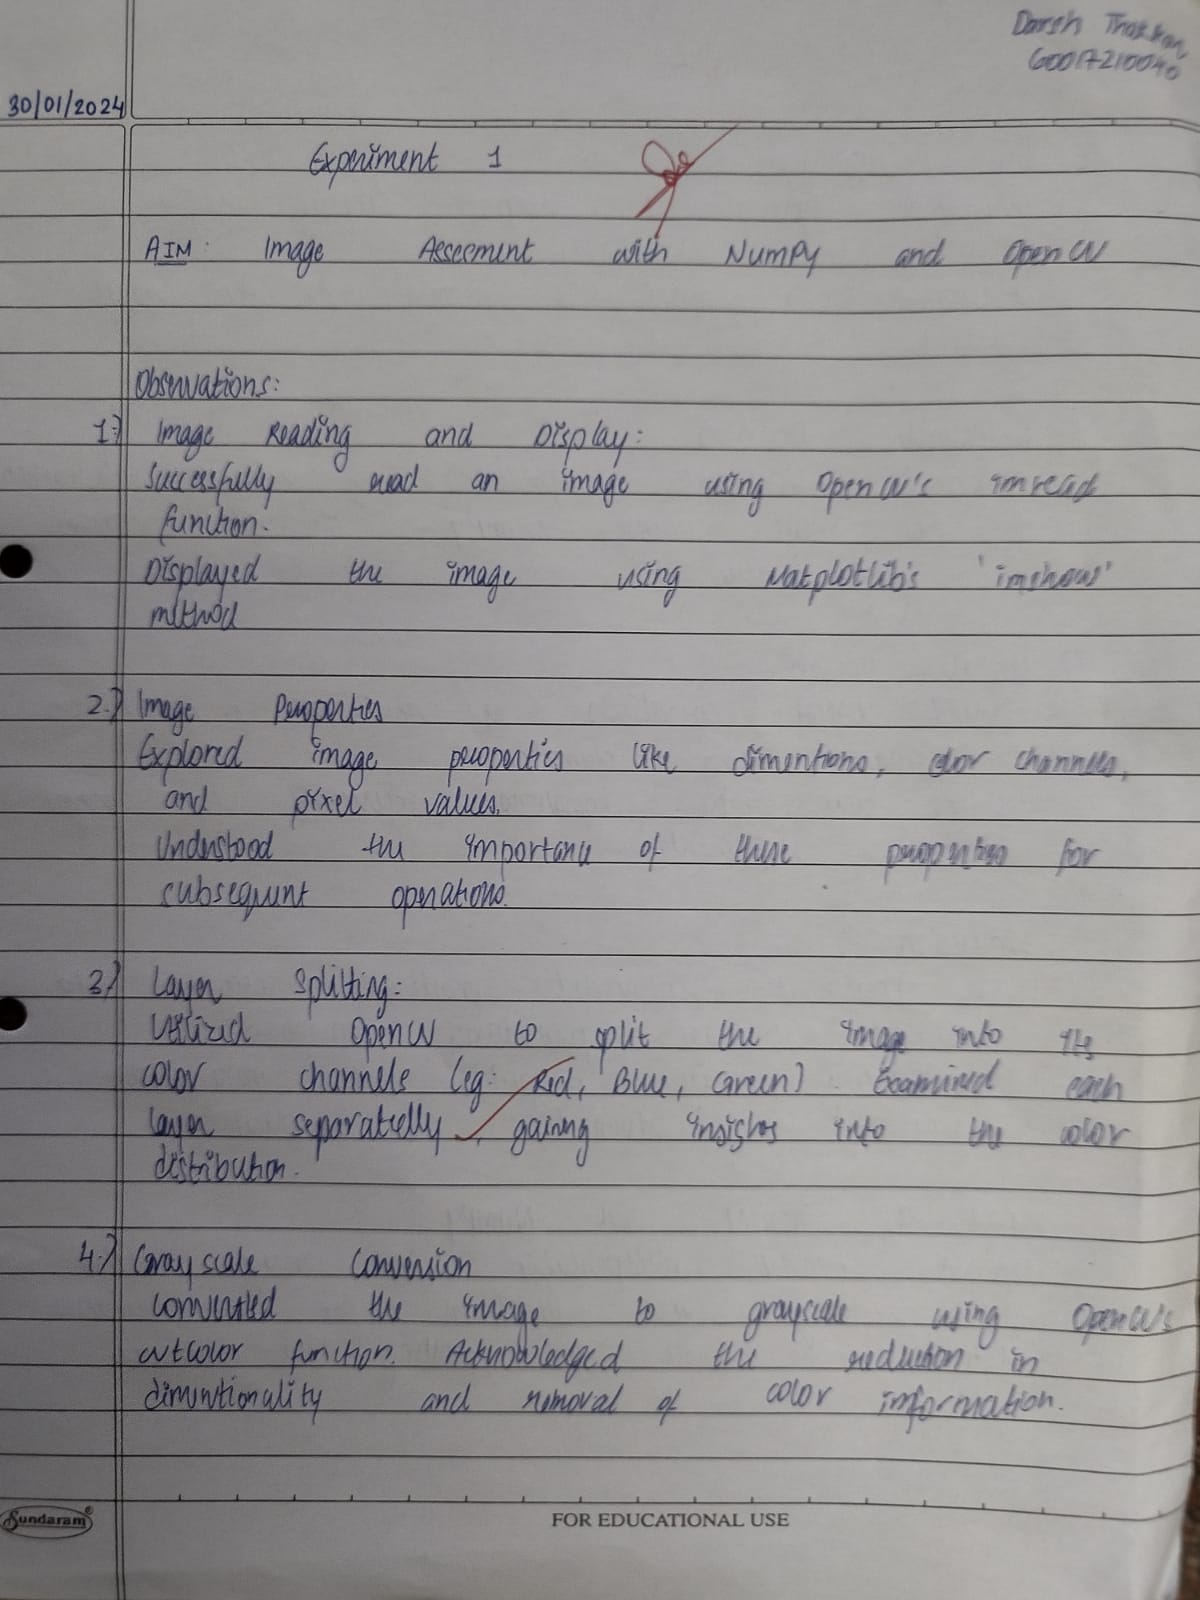 Darsh Thakkar
60017210040
30/01/2024
Experiment 1
AIM: Image Assesment with NumPy and OpenCV
Observations:
1.) Image Reading and Display:
Successfully read an image using OpenCV's imread
function.
Displayed the image using Matplotlib's 'imshow'
method
2.) Image Properties
Explored image properties like dimentions, color channels,
and pixel values.
Understood the importance of these properties for
subsequent operations.
3.) Layer Splitting:
Utilized OpenCV to split the image into its
color channels (eg: Red, Blue, Green) Examined each
layer separatelly, gaining insights into the color
distribution.
4.) Gray scale Conversion
Converted the image to grayscale using OpenCV's
cvtcolor function. Acknowledged the reduction in
dimentionality and removal of color information.
Sundaram
FOR EDUCATIONAL USE